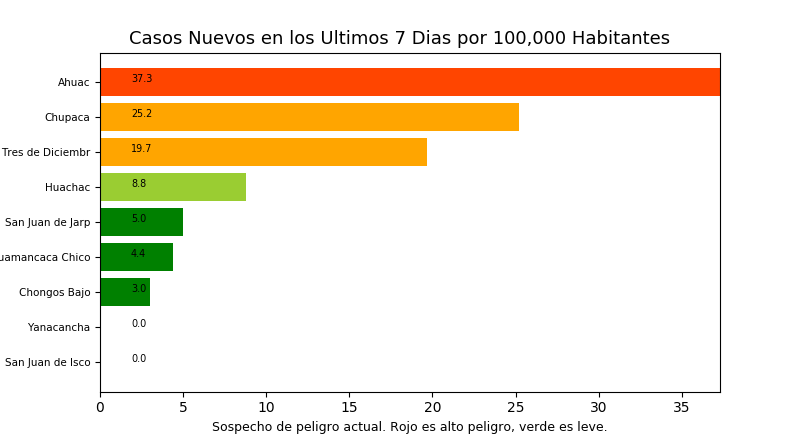 Casos Nuevos en los Ultimos 7 Dias por 100,000 Habitantes
Ahuac 37.3
Chupaca 25.2
Tres de Diciembr 19.7
Huachac 8.8
San Juan de Jarp 5.0
uamancaca Chico 4.4
Chongos Bajo 3.0
Yanacancha 0.0
San Juan de Isco 0.0
0 5 10 15 20 25 30 35
Sospecho de peligro actual. Rojo es alto peligro, verde es leve.